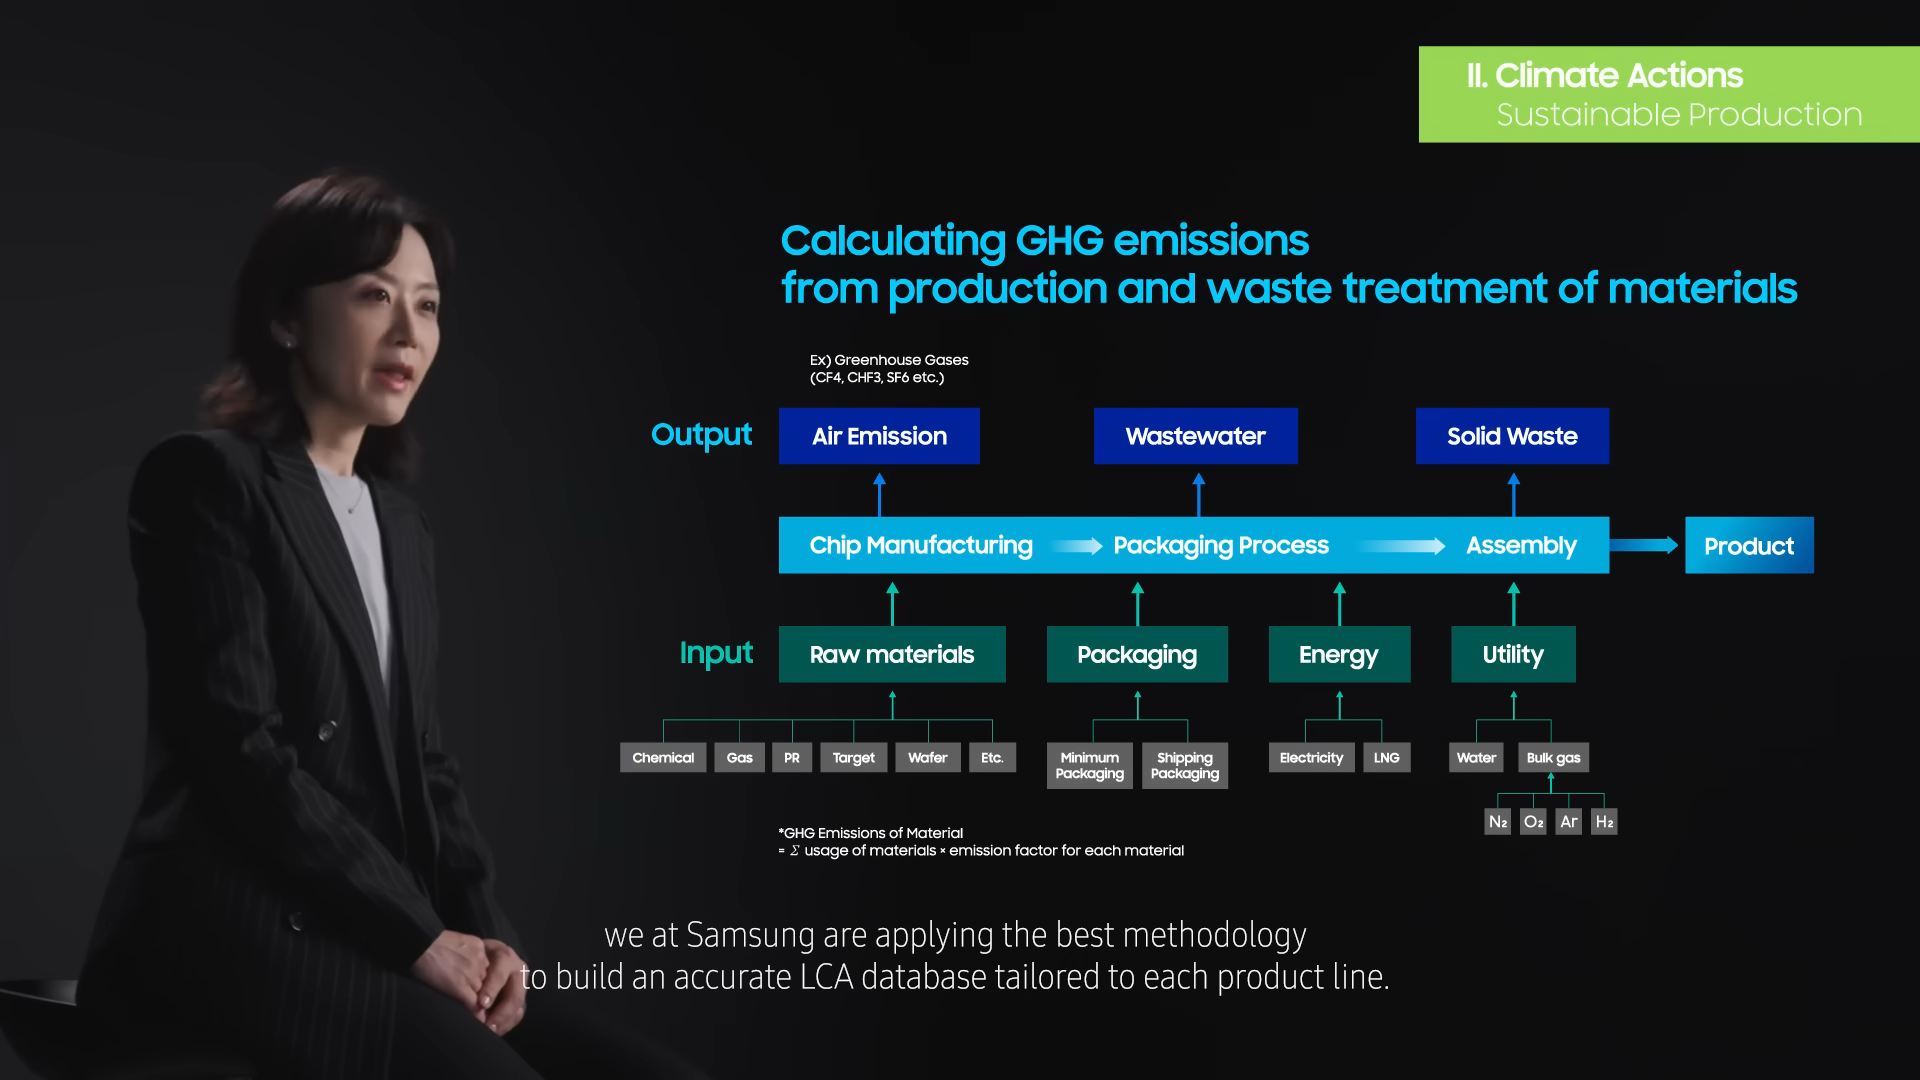 II. Climate Actions
Sustainable Production
Calculating GHG emissions
from production and waste treatment of materials
Ex) Greenhouse Gases
(CF4, CHF3, SF6 etc.)
Output
Air Emission
Wastewater
Solid Waste
Chip Manufacturing
Packaging Process
Assembly
Product
Input
Raw materials
Packaging
Energy
Utility
Chemical
Gas
PR
Target
Wafer
Etc.
Minimum
Packaging
Shipping
Packaging
Electricity
LNG
Water
Bulk gas
N₂
O₂
Ar
H₂
*GHG Emissions of Material
= Σ usage of materials × emission factor for each material
we at Samsung are applying the best methodology
to build an accurate LCA database tailored to each product line.